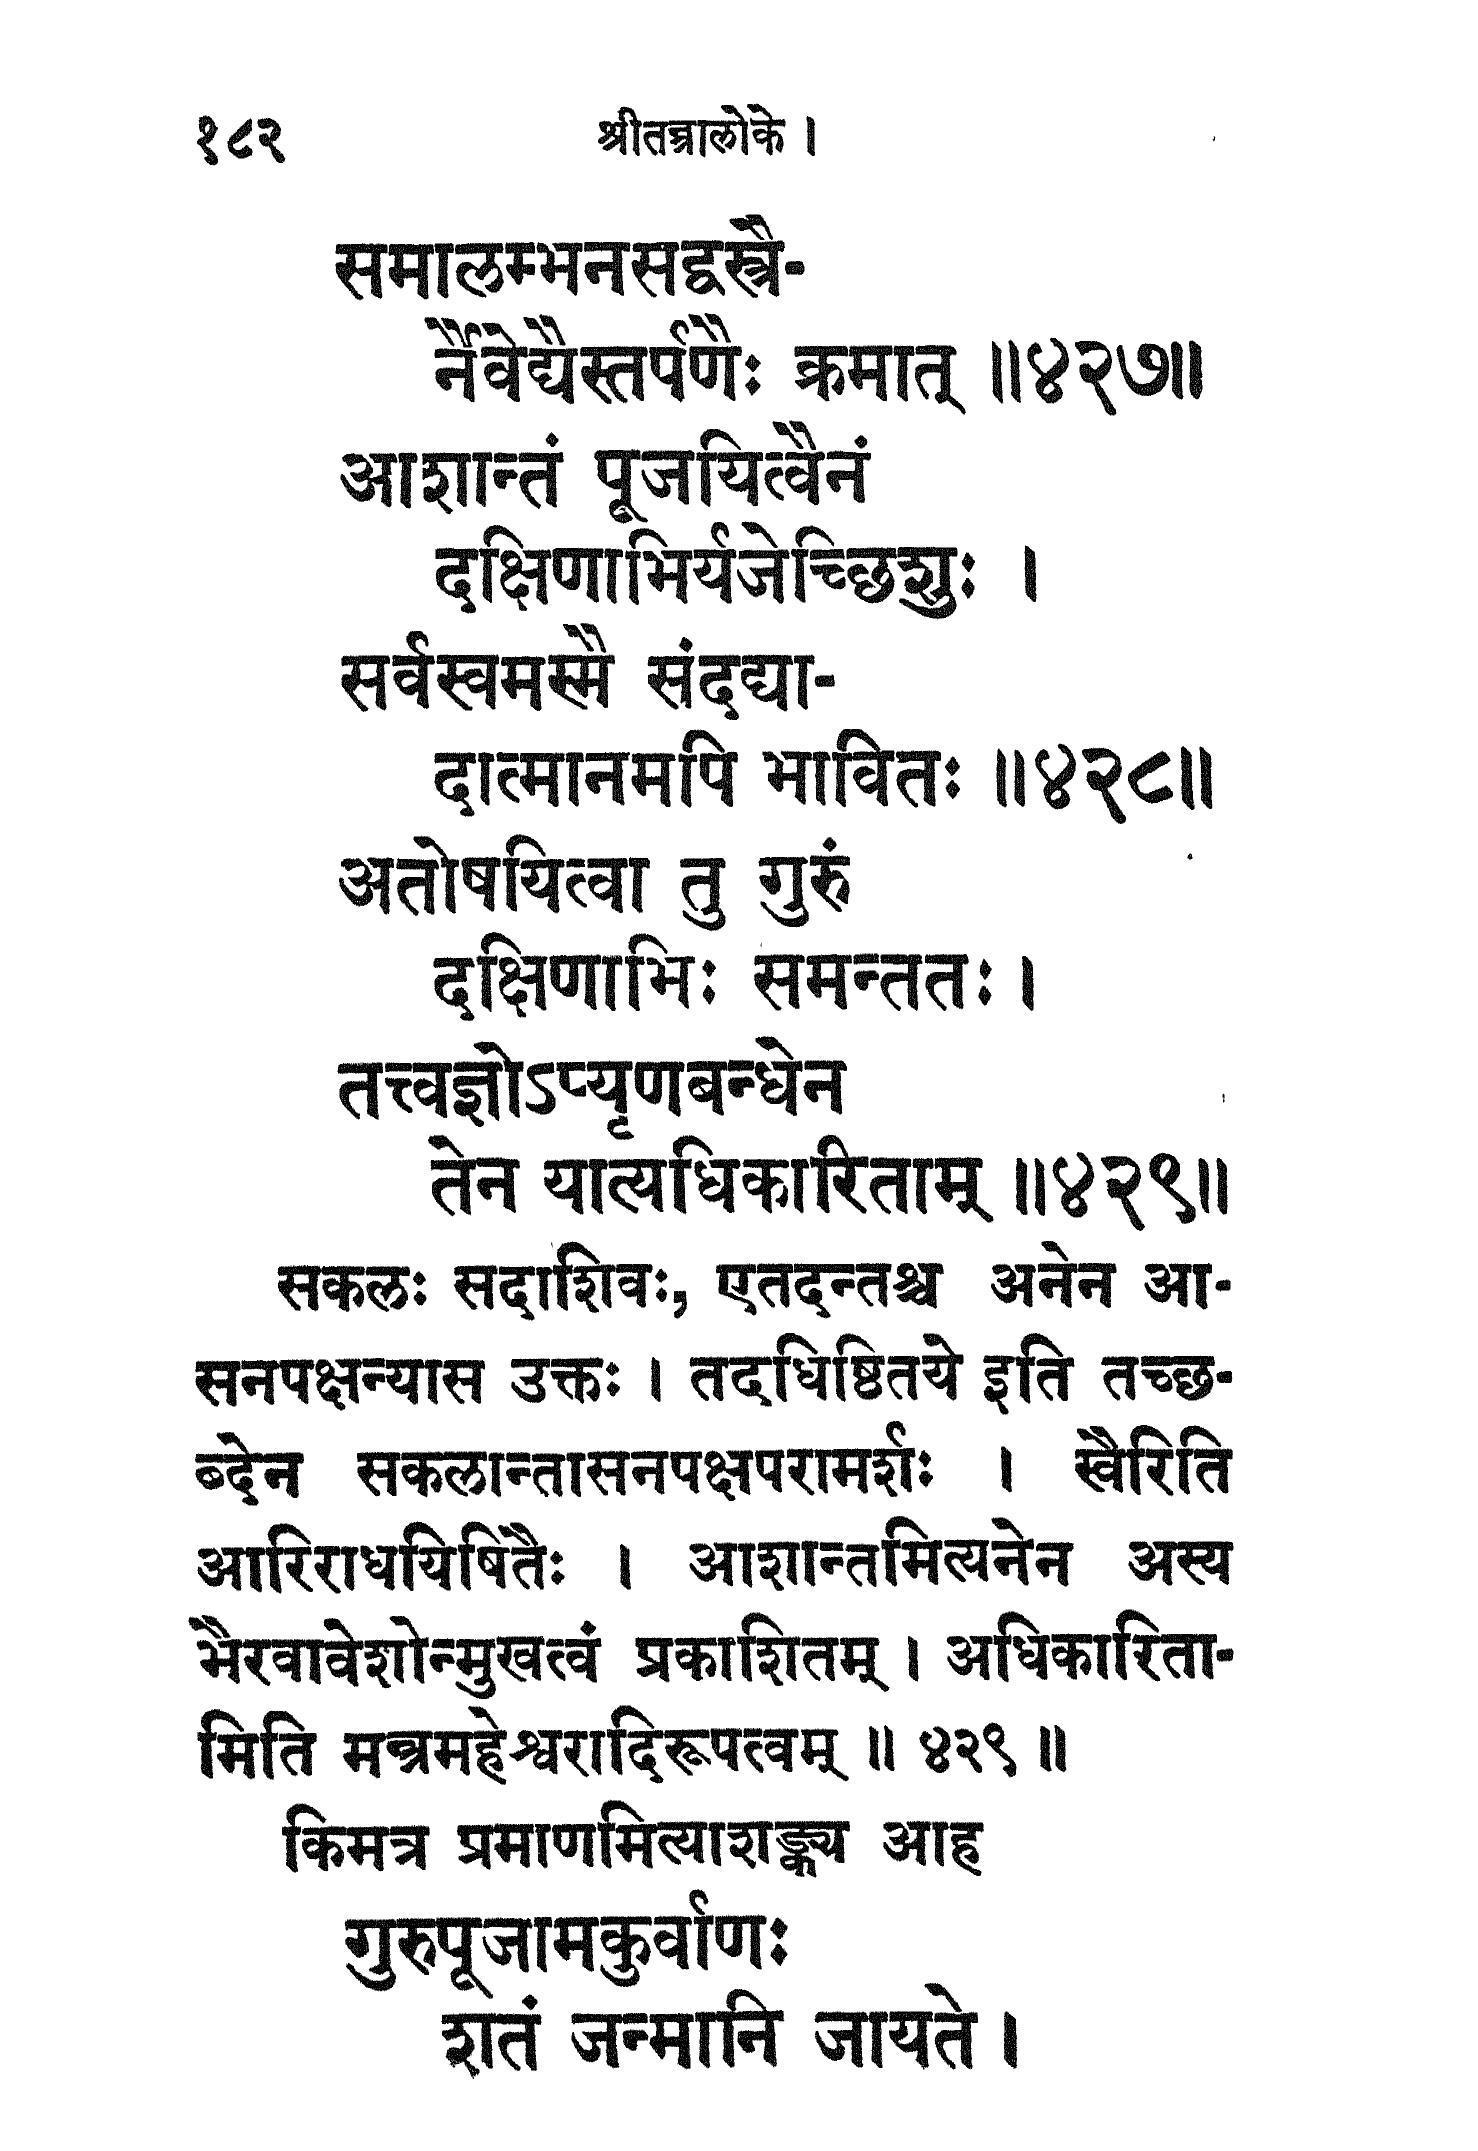 १८२ श्रीतन्त्रालोके ।
समालम्भनसद्वस्त्रै-
र्नैवेद्यैस्तर्पणैः क्रमात् ॥४२७॥
आशान्तं पूजयित्वैनं
दक्षिणाभिर्यजेच्छिशुः ।
सर्वस्वमस्मै संदद्या-
दात्मानमपि भावितः ॥४२८॥
अतोषयित्वा तु गुरुं
दक्षिणाभिः समन्ततः ।
तत्त्वज्ञोऽप्यृणबन्धेन
तेन यात्यधिकारिताम् ॥४२९॥
सकलः सदाशिवः, एतदन्तश्च अनेन आ-
सनपक्षन्यास उक्तः । तदधिष्ठितये इति तच्छ-
ब्देन सकलान्तासनपक्षपरामर्शः । स्वैरिति
आरिराधयिषितैः । आशान्तमित्यनेन अस्य
भैरवावेशोन्मुखत्वं प्रकाशितम् । अधिकारिता-
मिति मन्त्रमहेश्वरादिरूपत्वम् ॥ ४२९ ॥
किमत्र प्रमाणमित्याशङ्क्य आह
गुरुपूजामकुर्वाणः
शतं जन्मानि जायते ।